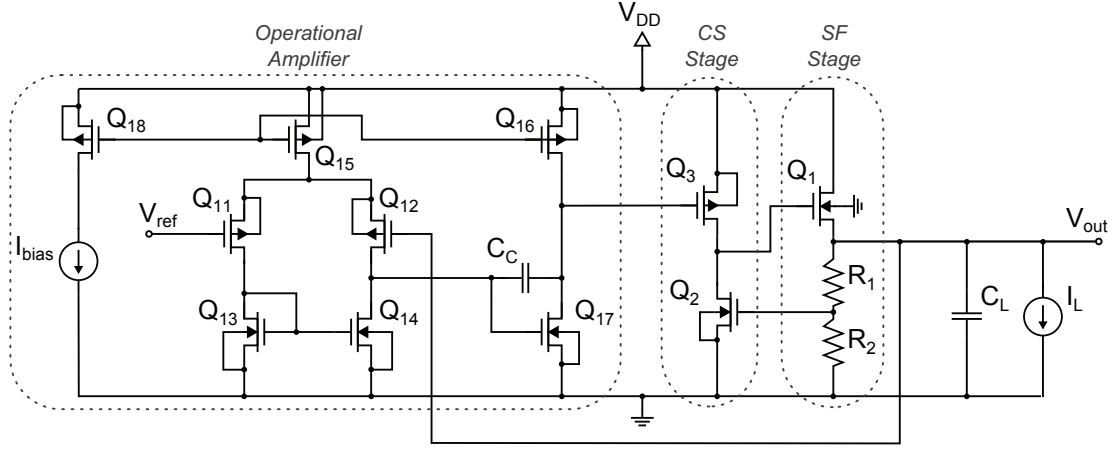 Operational
Amplifier
V_DD
CS
Stage
SF
Stage
Q_18
Q_15
Q_16
Q_3
Q_1
Q_11
Q_12
V_ref
V_out
I_bias
C_C
Q_13
Q_14
Q_17
Q_2
R_1
R_2
C_L
I_L